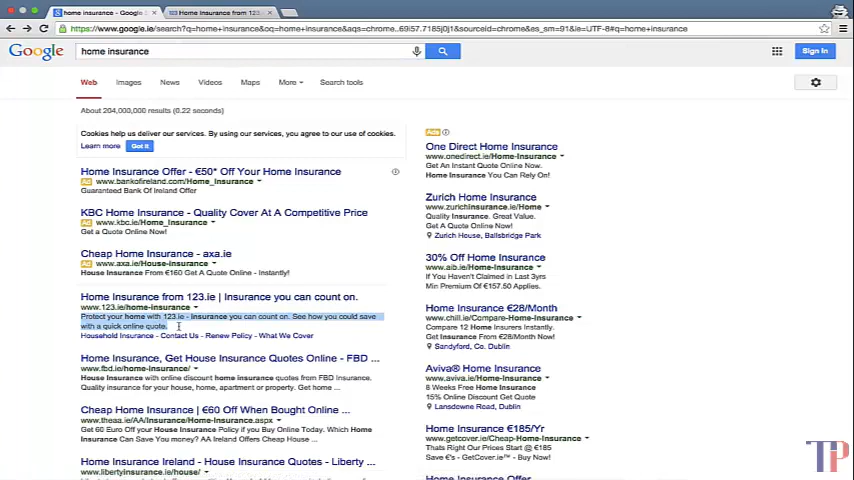 home insurance - Google
Home Insurance from 123.
https://www.google.ie/search?q=home+insurance&oq=home+insurance&aqs=chrome..69i57.7185j0j1&sourceid=chrome&es_sm=91&ie=UTF-8#q=home+insurance
Google
home insurance
Sign In
Web Images News Videos Maps More Search tools
About 204,000,000 results (0.22 seconds)
Cookies help us deliver our services. By using our services, you agree to our use of cookies.
Learn more Got it
Home Insurance Offer - €50* Off Your Home Insurance
Ad www.bankofireland.com/Home_Insurance
Guaranteed Bank Of Ireland Offer
KBC Home Insurance - Quality Cover At A Competitive Price
Ad www.kbc.ie/Home_Insurance
Get a Quote Online Now!
Cheap Home Insurance - axa.ie
Ad www.axa.ie/House-Insurance
House Insurance From €160 Get A Quote Online - Instantly!
Home Insurance from 123.ie | Insurance you can count on.
www.123.ie/home-insurance
Protect your home with 123.ie - Insurance you can count on. See how you could save
with a quick online quote.
Household Insurance - Contact Us - Renew Policy - What We Cover
Home Insurance, Get House Insurance Quotes Online - FBD ...
www.fbd.ie/home-insurance/
House Insurance with online discount home insurance quotes from FBD Insurance.
Quality insurance for your house, home, apartment or property. Get home ...
Cheap Home Insurance | €60 Off When Bought Online ...
www.theaa.ie/AA/Insurance/Home-Insurance.aspx
Get 60 Euro Off your House Insurance Policy if you Buy Online Today. Which Home
Insurance Can Save You money? AA Ireland Offers Cheap House ...
Home Insurance Ireland - House Insurance Quotes - Liberty ...
www.libertyinsurance.ie/house/
Ads
One Direct Home Insurance
www.onedirect.ie/Home-Insurance
Get An Instant Quote Online Now.
Home Insurance You Can Rely On!
Zurich Home Insurance
www.zurichinsurance.ie/Home
Quality Insurance. Great Value.
Zurich House, Ballsbridge Park
30% Off Home Insurance
www.aib.ie/Home-Insurance
If You Haven't Claimed in Last 3yrs
Min Premium Of €157.50 Applies.
Home Insurance €28/Month
www.chill.ie/Compare-Home-Insurance
Compare 12 Home Insurers Instantly.
Get Insurance From €28/Month Now!
Sandyford, Co. Dublin
Aviva® Home Insurance
www.aviva.ie/Home-Insurance
8 Weeks Free Home Insurance
15% Online Discount Get Quote
Lansdowne Road, Dublin
Home Insurance €185/Yr
www.getcover.ie/Cheap-Home-Insurance
Thats Right Our Prices Start @ €185
Save €'s - GetCover.ie™ - Buy Now!
Home Insurance Offer
TP